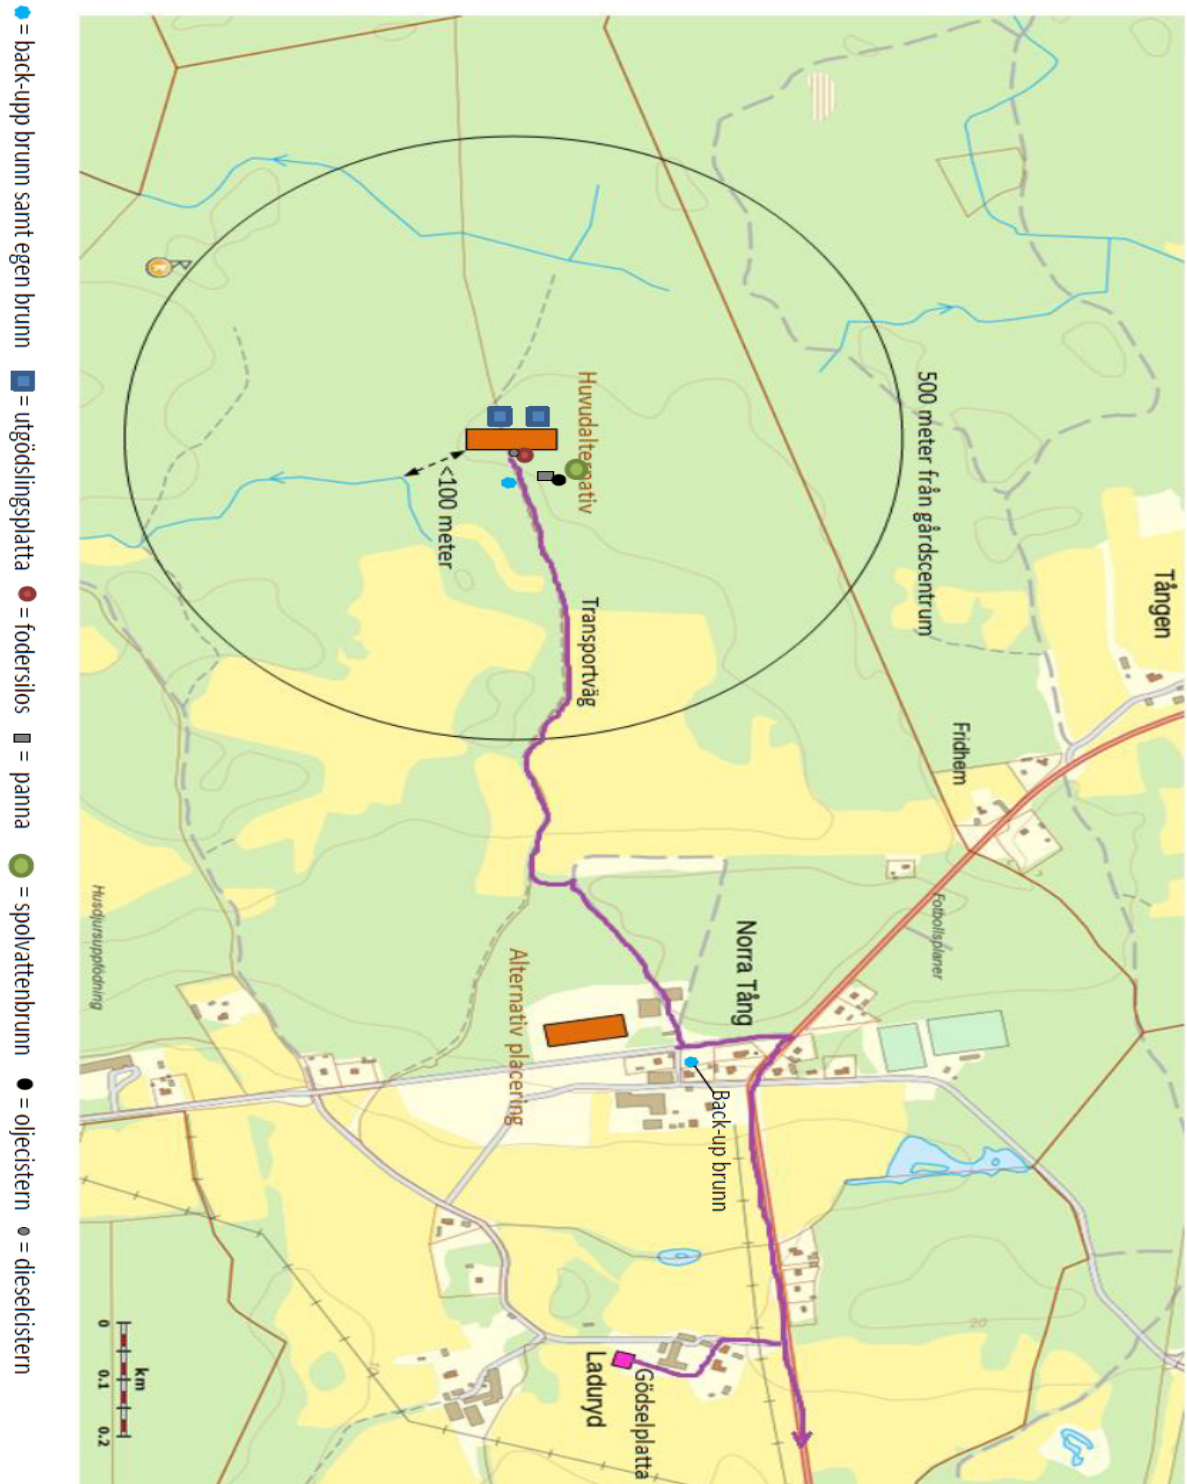 Tången
500 meter från gårdscentrum
Fridhem
Fotbollsplaner
Huvudalternativ
Transportväg
Norra Tång
Back-up brunn
<100 meter
Alternativ placering
Gödselplatta
Laduryd
20
km
0 0.1 0.2
Husdjursuppfödning
= back-upp brunn samt egen brunn = utgödslingsplatta = fodersilos = panna = spolvattenbrunn = oljecistern = dieselcistern